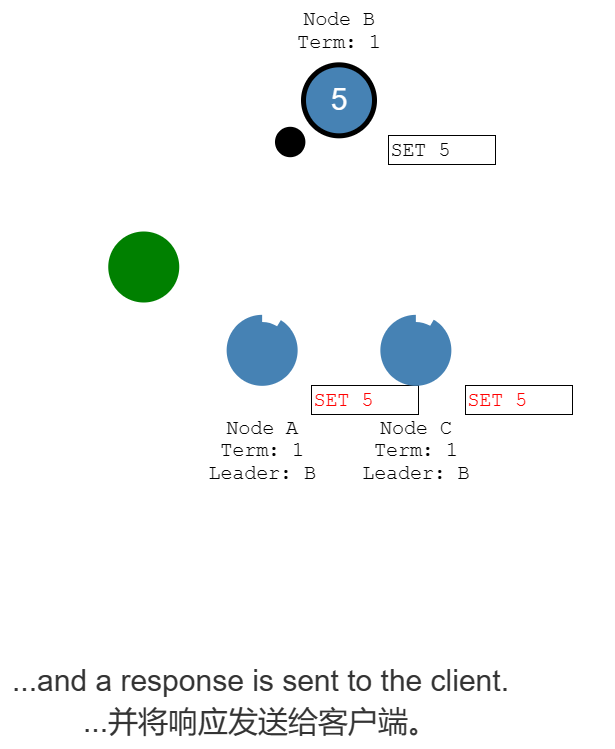 Node B
Term: 1
5
SET 5
SET 5
SET 5
Node A
Term: 1
Leader: B
Node C
Term: 1
Leader: B
...and a response is sent to the client.
...并将响应发送给客户端。